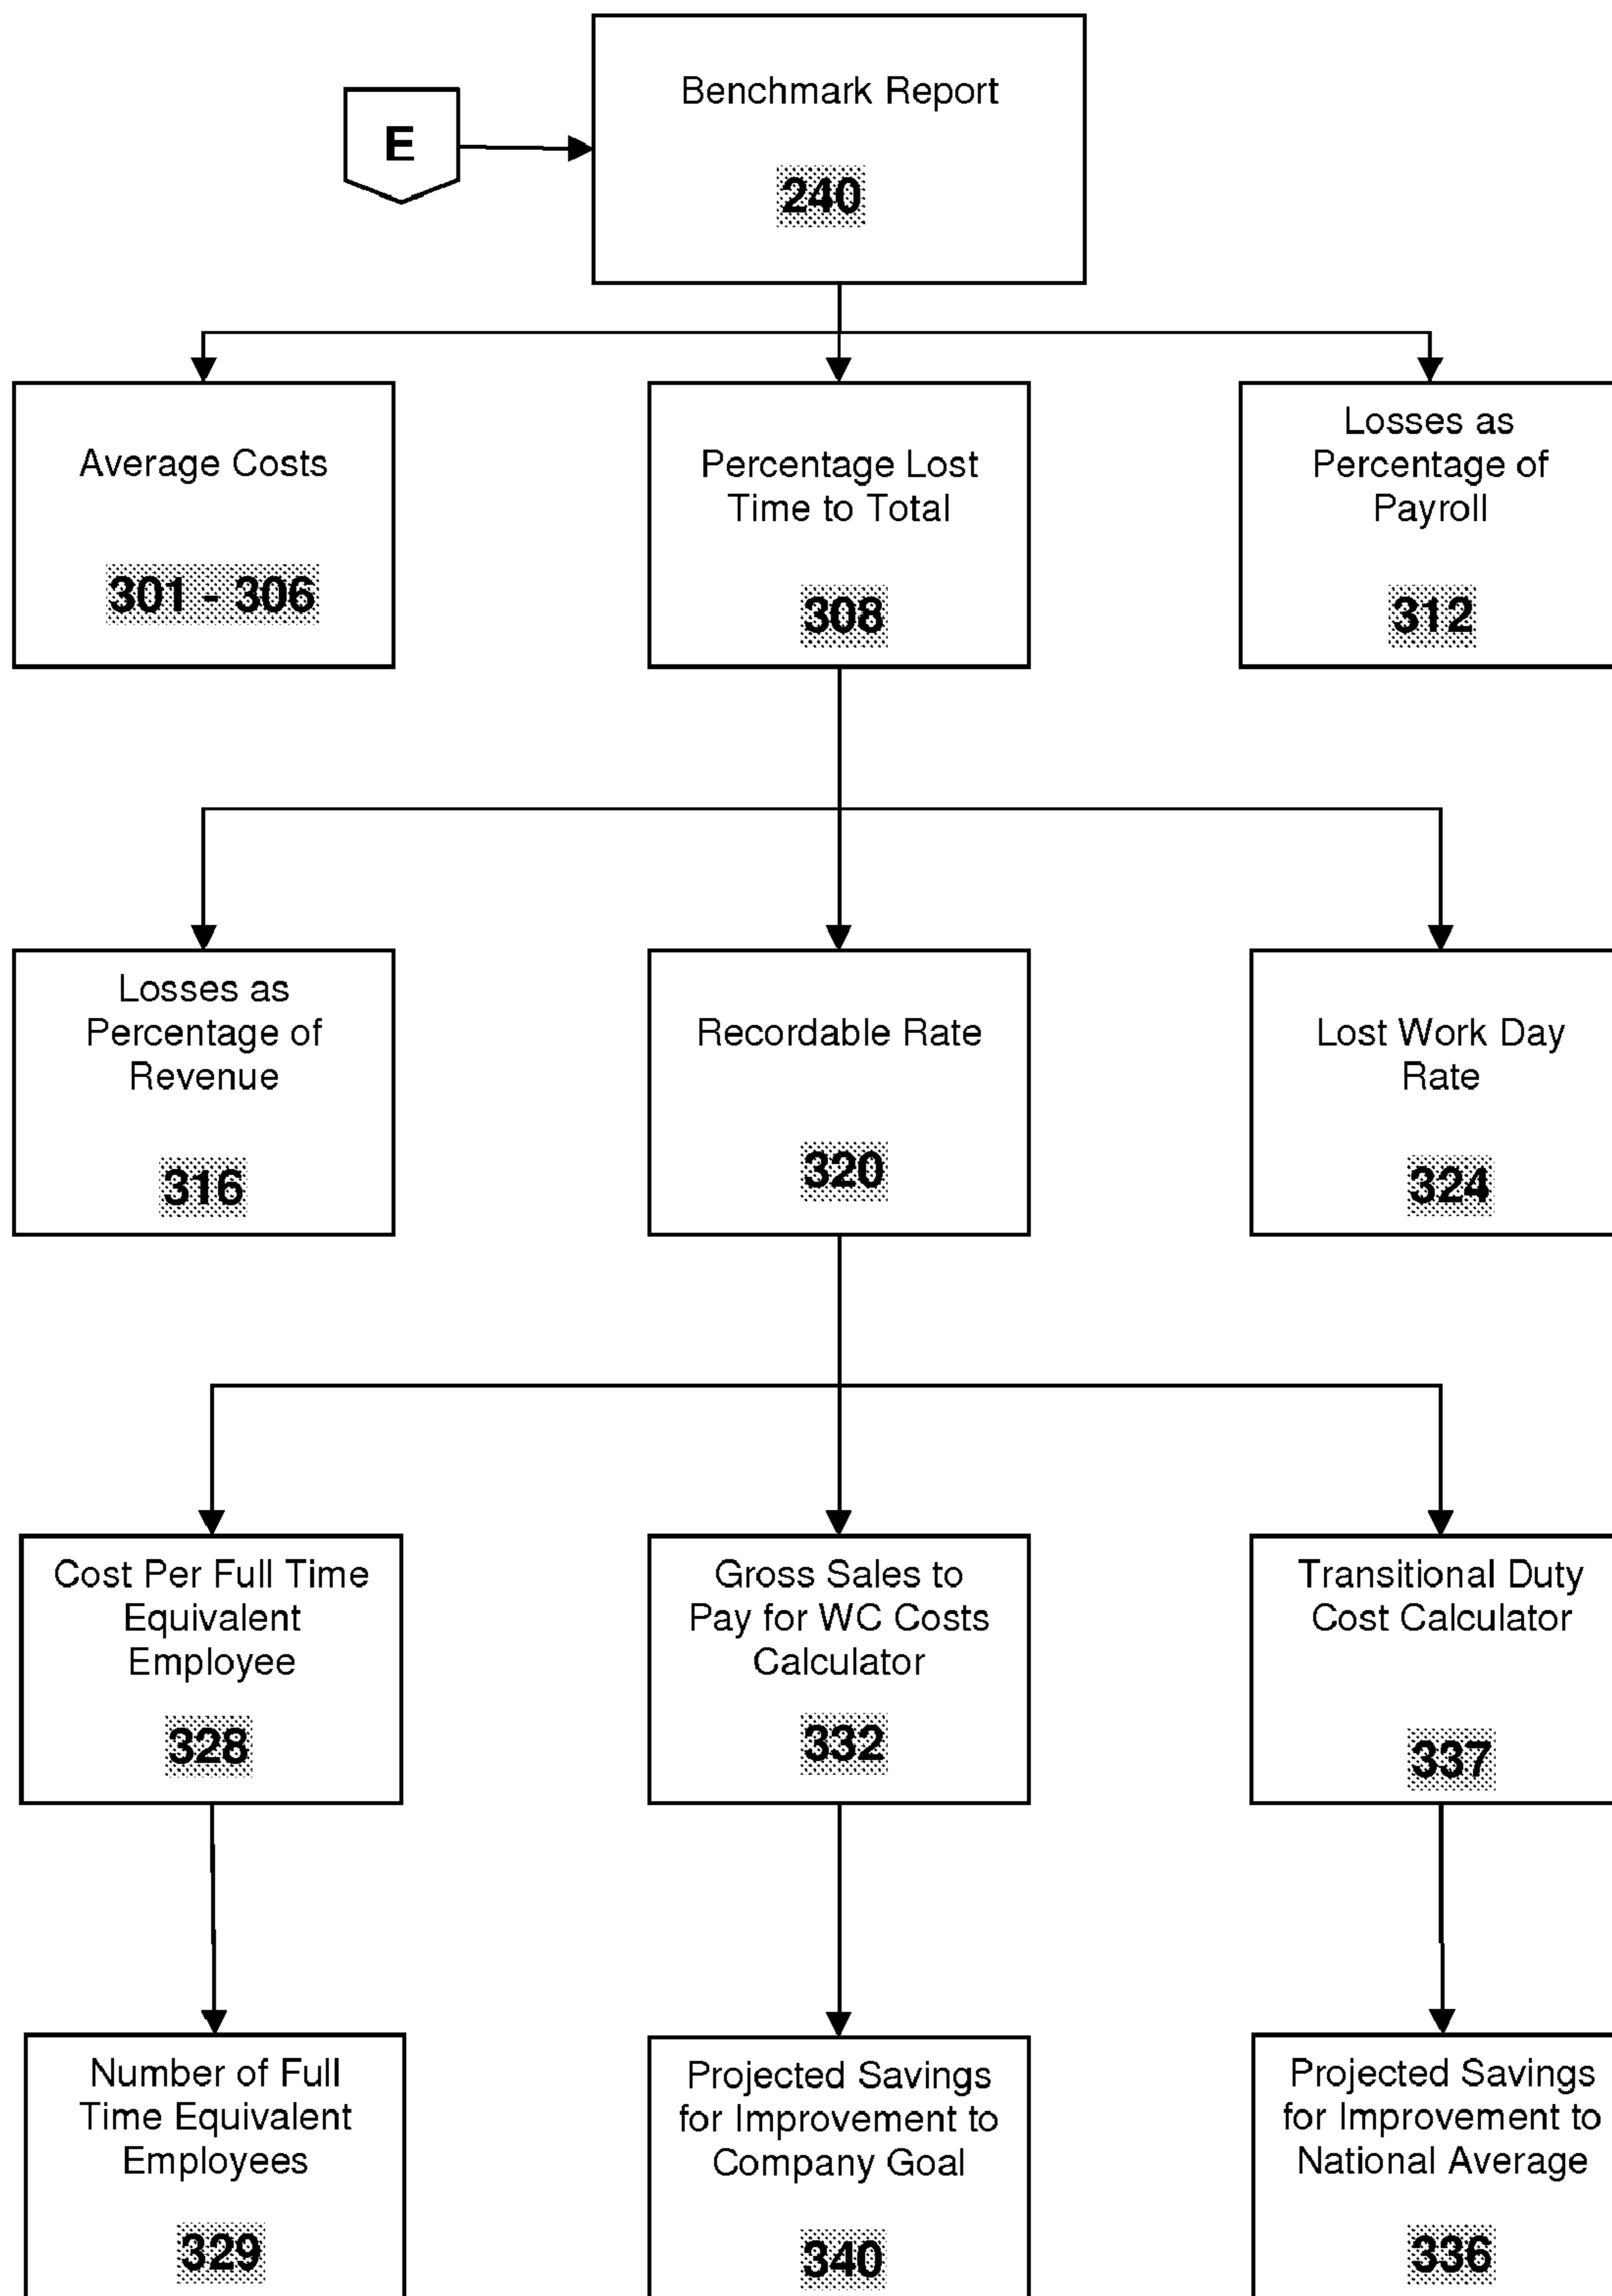 Benchmark Report
E
240
Average Costs
301 - 306
Percentage Lost
Time to Total
308
Losses as
Percentage of
Payroll
312
Losses as
Percentage of
Revenue
316
Recordable Rate
320
Lost Work Day
Rate
324
Cost Per Full Time
Equivalent
Employee
328
Gross Sales to
Pay for WC Costs
Calculator
332
Transitional Duty
Cost Calculator
337
Number of Full
Time Equivalent
Employees
329
Projected Savings
for Improvement to
Company Goal
340
Projected Savings
for Improvement to
National Average
336